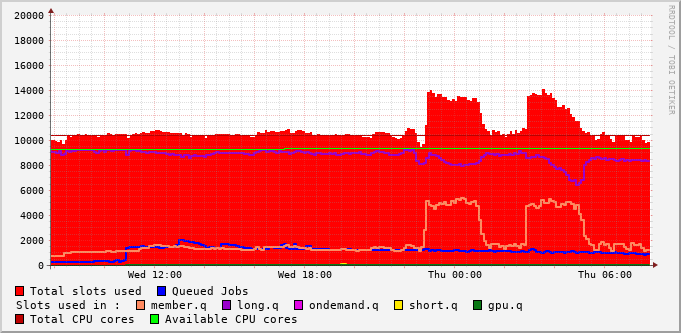 20000
18000
16000
14000
12000
10000
8000
6000
4000
2000
0
Wed 12:00 Wed 18:00 Thu 00:00 Thu 06:00
Total slots used Queued Jobs
Slots used in : member.q long.q ondemand.q short.q gpu.q
Total CPU cores Available CPU cores
RRDTOOL / TOBI OETIKER